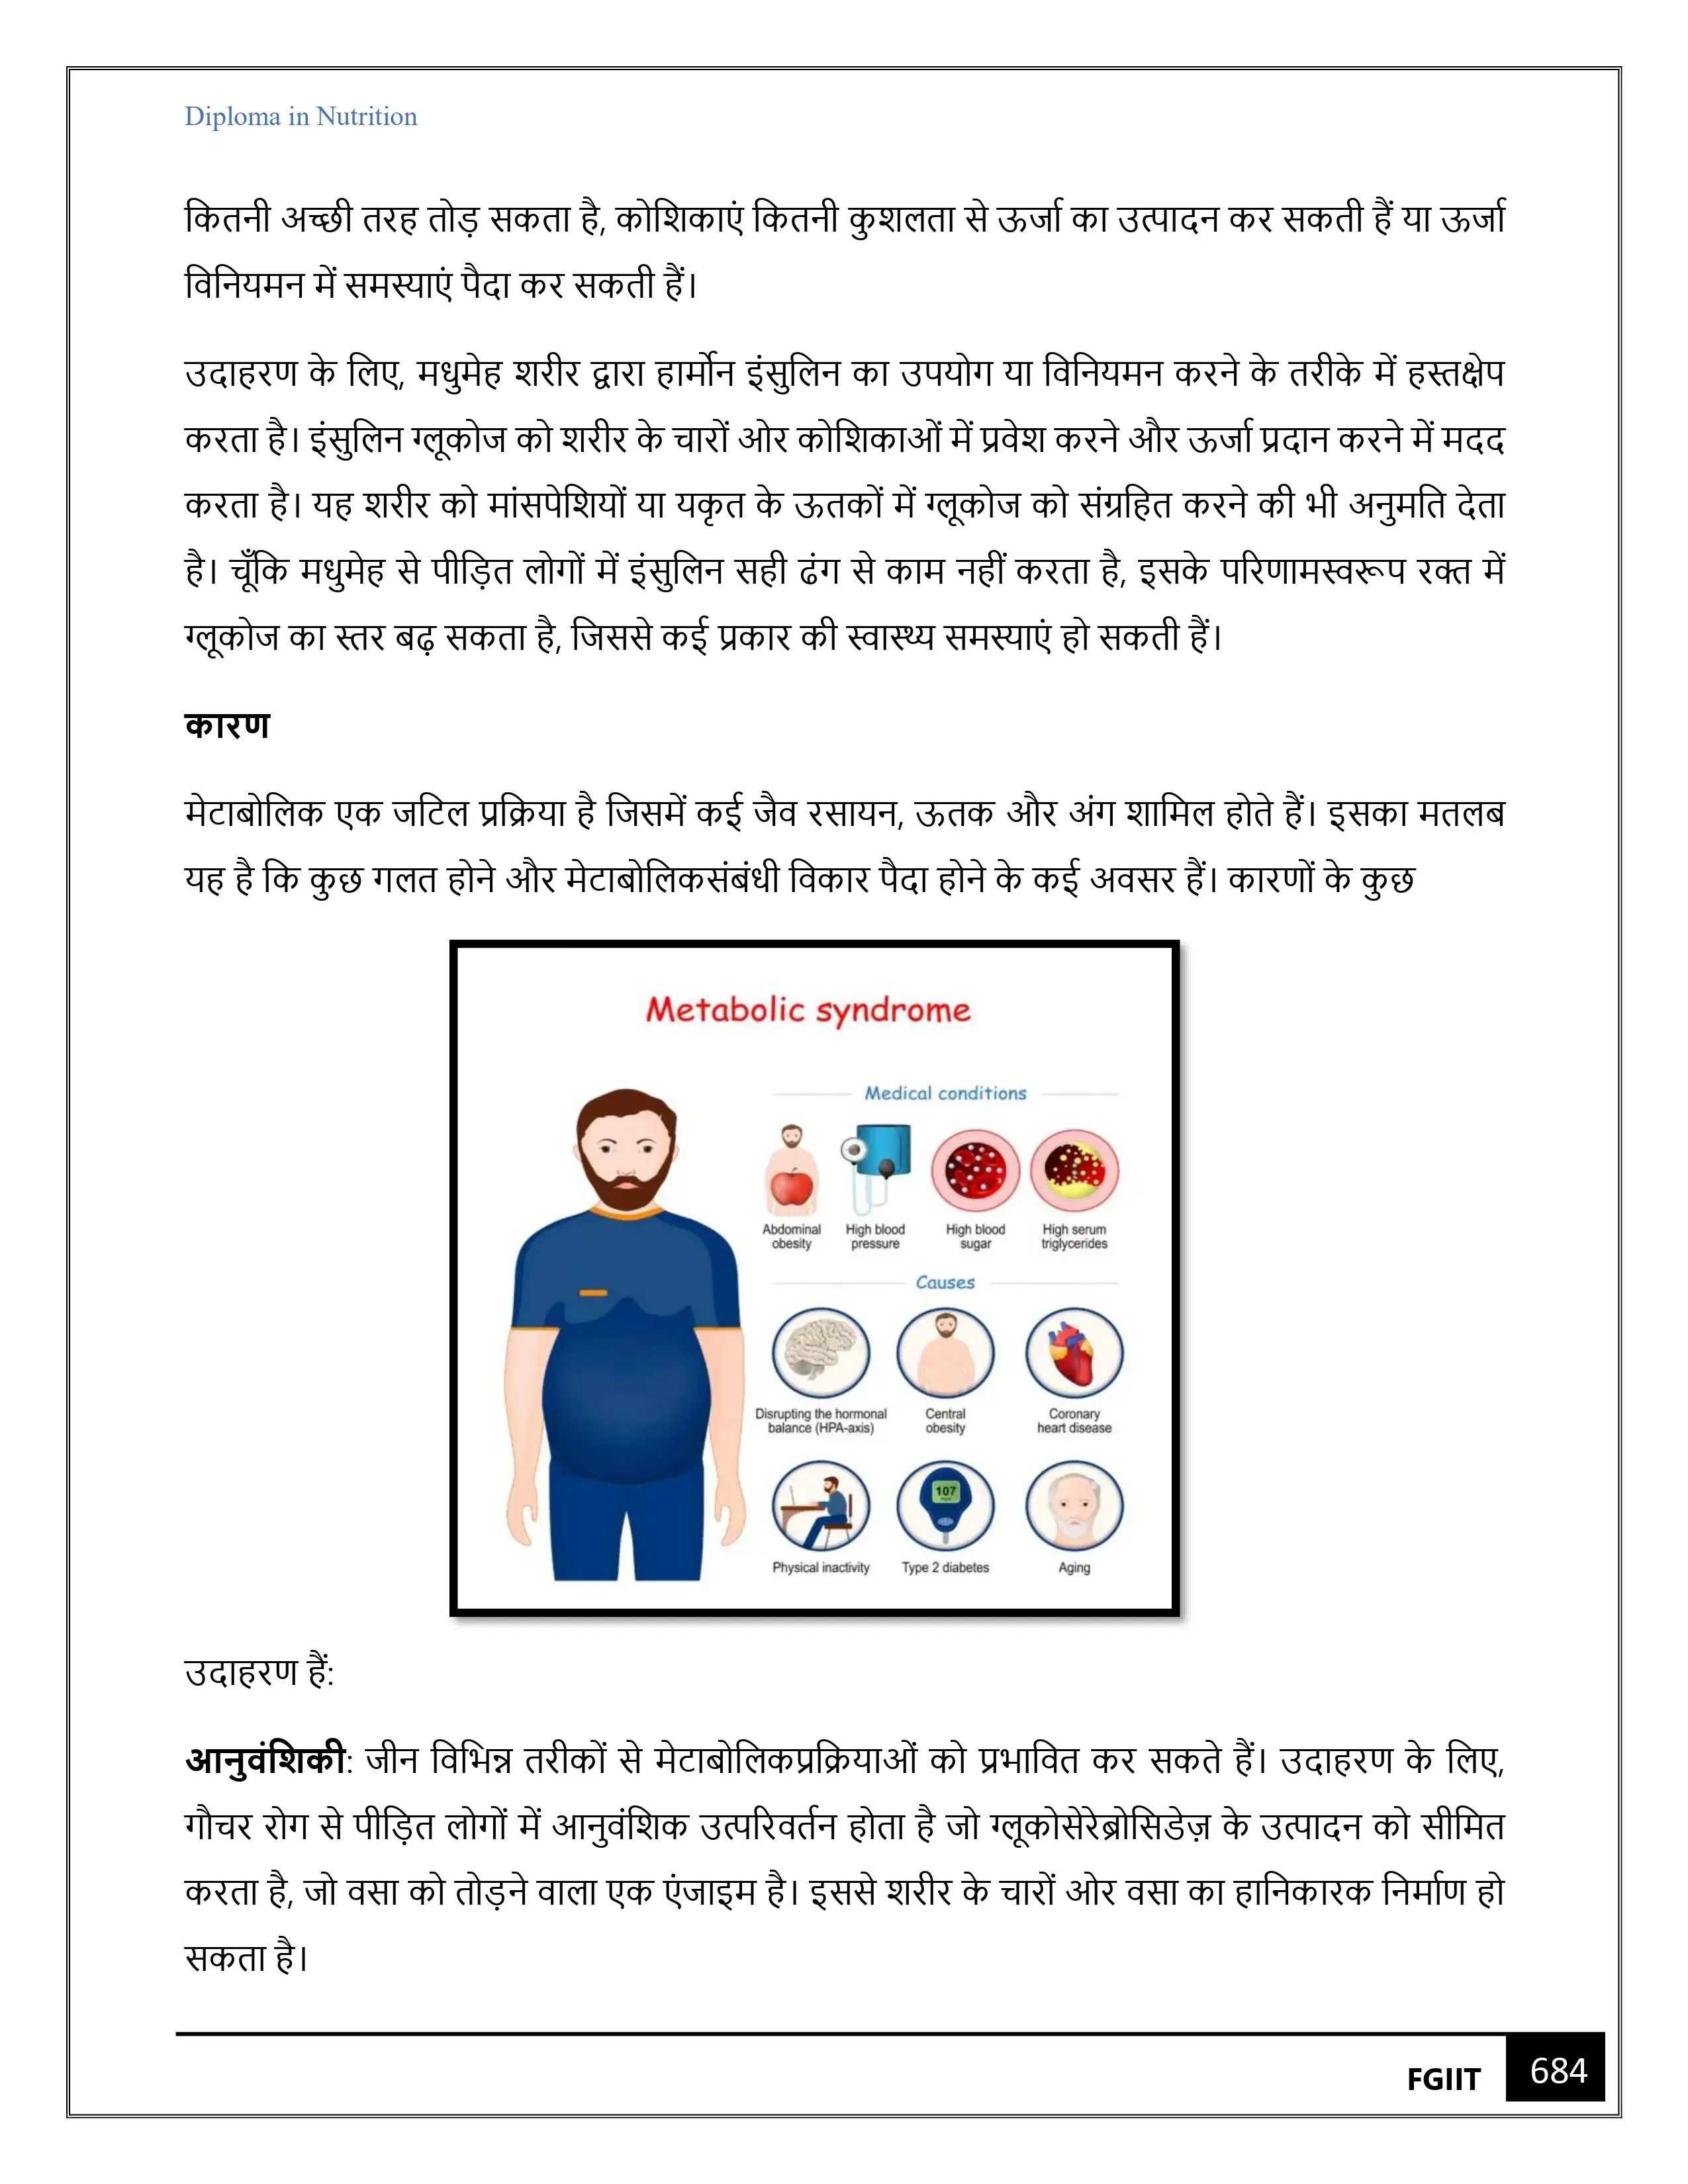 Diploma in Nutrition
कितनी अच्छी तरह तोड़ सकता है, कोशिकाएं कितनी कुशलता से ऊर्जा का उत्पादन कर सकती हैं या ऊर्जा
विनियमन में समस्याएं पैदा कर सकती हैं।
उदाहरण के लिए, मधुमेह शरीर द्वारा हार्मोन इंसुलिन का उपयोग या विनियमन करने के तरीके में हस्तक्षेप
करता है। इंसुलिन ग्लूकोज को शरीर के चारों ओर कोशिकाओं में प्रवेश करने और ऊर्जा प्रदान करने में मदद
करता है। यह शरीर को मांसपेशियों या यकृत के ऊतकों में ग्लूकोज को संग्रहित करने की भी अनुमति देता
है। चूँकि मधुमेह से पीड़ित लोगों में इंसुलिन सही ढंग से काम नहीं करता है, इसके परिणामस्वरूप रक्त में
ग्लूकोज का स्तर बढ़ सकता है, जिससे कई प्रकार की स्वास्थ्य समस्याएं हो सकती हैं।
कारण
मेटाबोलिक एक जटिल प्रक्रिया है जिसमें कई जैव रसायन, ऊतक और अंग शामिल होते हैं। इसका मतलब
यह है कि कुछ गलत होने और मेटाबोलिकसंबंधी विकार पैदा होने के कई अवसर हैं। कारणों के कुछ
Metabolic syndrome
Medical conditions
Abdominal obesity
High blood pressure
High blood sugar
High serum triglycerides
Causes
Disrupting the hormonal balance (HPA-axis)
Central obesity
Coronary heart disease
107
Physical inactivity
Type 2 diabetes
Aging
उदाहरण हैं:
आनुवंशिकी: जीन विभिन्न तरीकों से मेटाबोलिकप्रक्रियाओं को प्रभावित कर सकते हैं। उदाहरण के लिए,
गौचर रोग से पीड़ित लोगों में आनुवंशिक उत्परिवर्तन होता है जो ग्लूकोसेरेब्रोसिडेज़ के उत्पादन को सीमित
करता है, जो वसा को तोड़ने वाला एक एंजाइम है। इससे शरीर के चारों ओर वसा का हानिकारक निर्माण हो
सकता है।
FGIIT 684